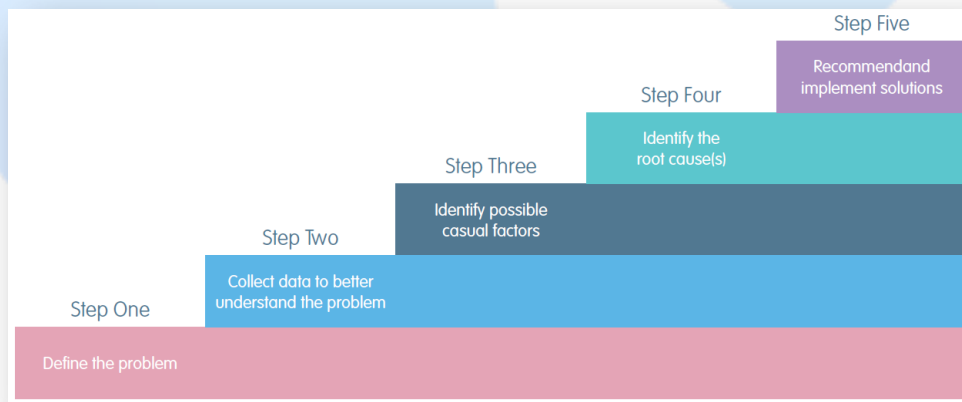 Step Five
Recommendand
implement solutions
Step Four
Identify the
root cause(s)
Step Three
Identify possible
casual factors
Step Two
Collect data to better
understand the problem
Step One
Define the problem